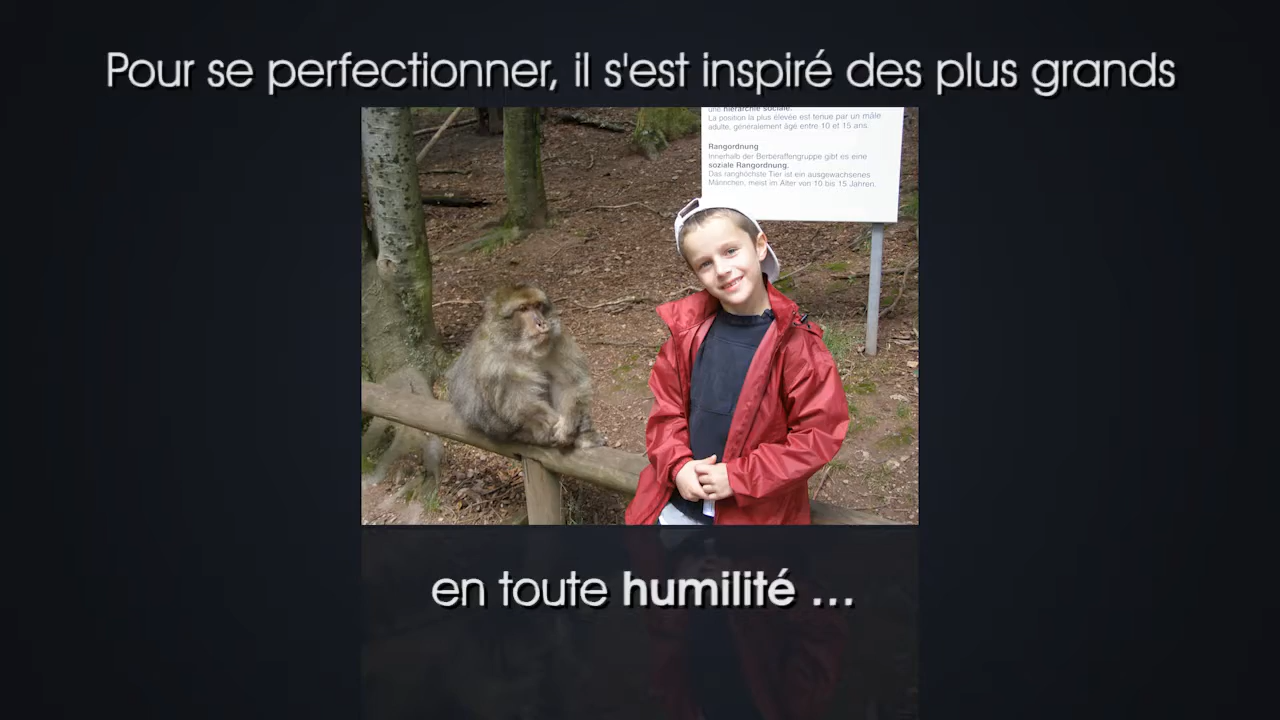 Pour se perfectionner, il s'est inspiré des plus grands
une hiérarchie sociale.
La position la plus élevée est tenue par un mâle
adulte, généralement âgé entre 10 et 15 ans.
Rangordnung
Innerhalb der Berberaffengruppe gibt es eine
soziale Rangordnung.
Das ranghöchste Tier ist ein ausgewachsenes
Männchen, meist im Alter von 10 bis 15 Jahren.
en toute humilité ...